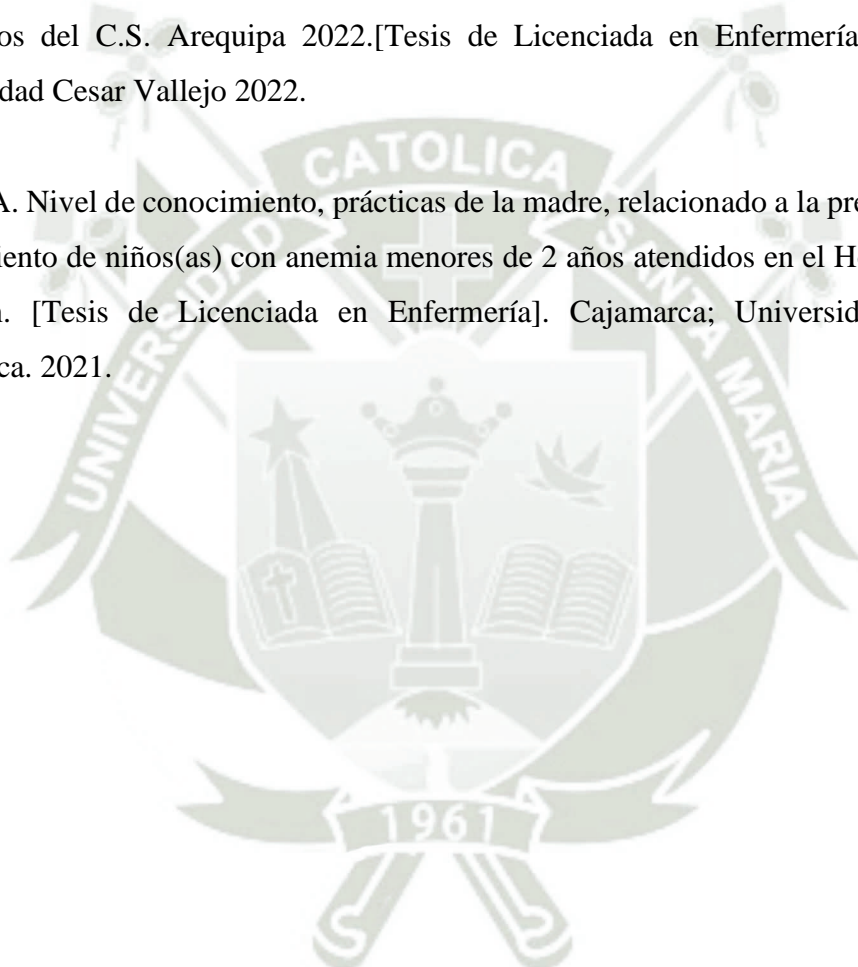 os del C.S. Arequipa 2022.[Tesis de Licenciada en Enfermería
dad Cesar Vallejo 2022.
A. Nivel de conocimiento, prácticas de la madre, relacionado a la pre
iento de niños(as) con anemia menores de 2 años atendidos en el H
. [Tesis de Licenciada en Enfermería]. Cajamarca; Universid
ca. 2021.
UNIVERSIDAD CATOLICA SANTA MARIA
1961